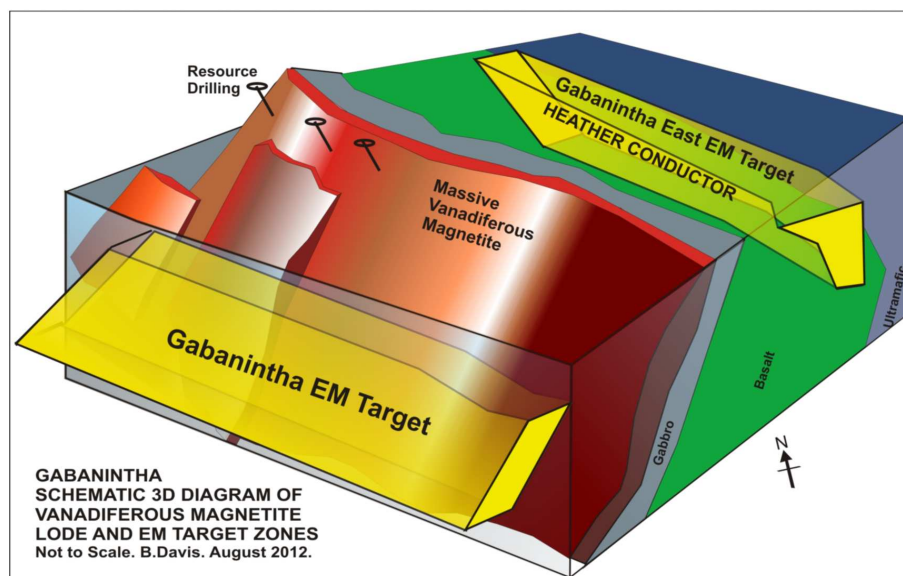 Resource
Drilling
Gabanintha East EM Target
HEATHER CONDUCTOR
Massive
Vanadiferous
Magnetite
Ultramafic
Gabanintha EM Target
Basalt
Gabbro
N
GABANINTHA
SCHEMATIC 3D DIAGRAM OF
VANADIFEROUS MAGNETITE
LODE AND EM TARGET ZONES
Not to Scale. B.Davis. August 2012.